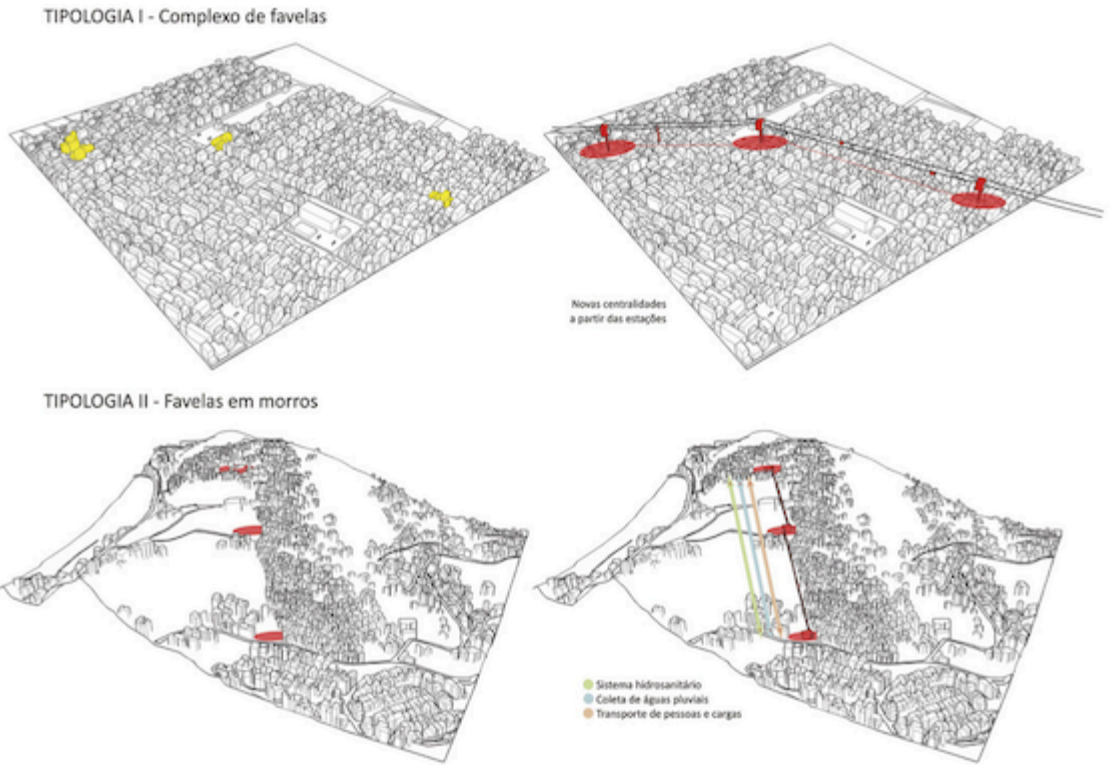 TIPOLOGIA I - Complexo de favelas
Novas centralidades
a partir das estações
TIPOLOGIA II - Favelas em morros
Sistema hidrosanitário
Coleta de águas pluviais
Transporte de pessoas e cargas